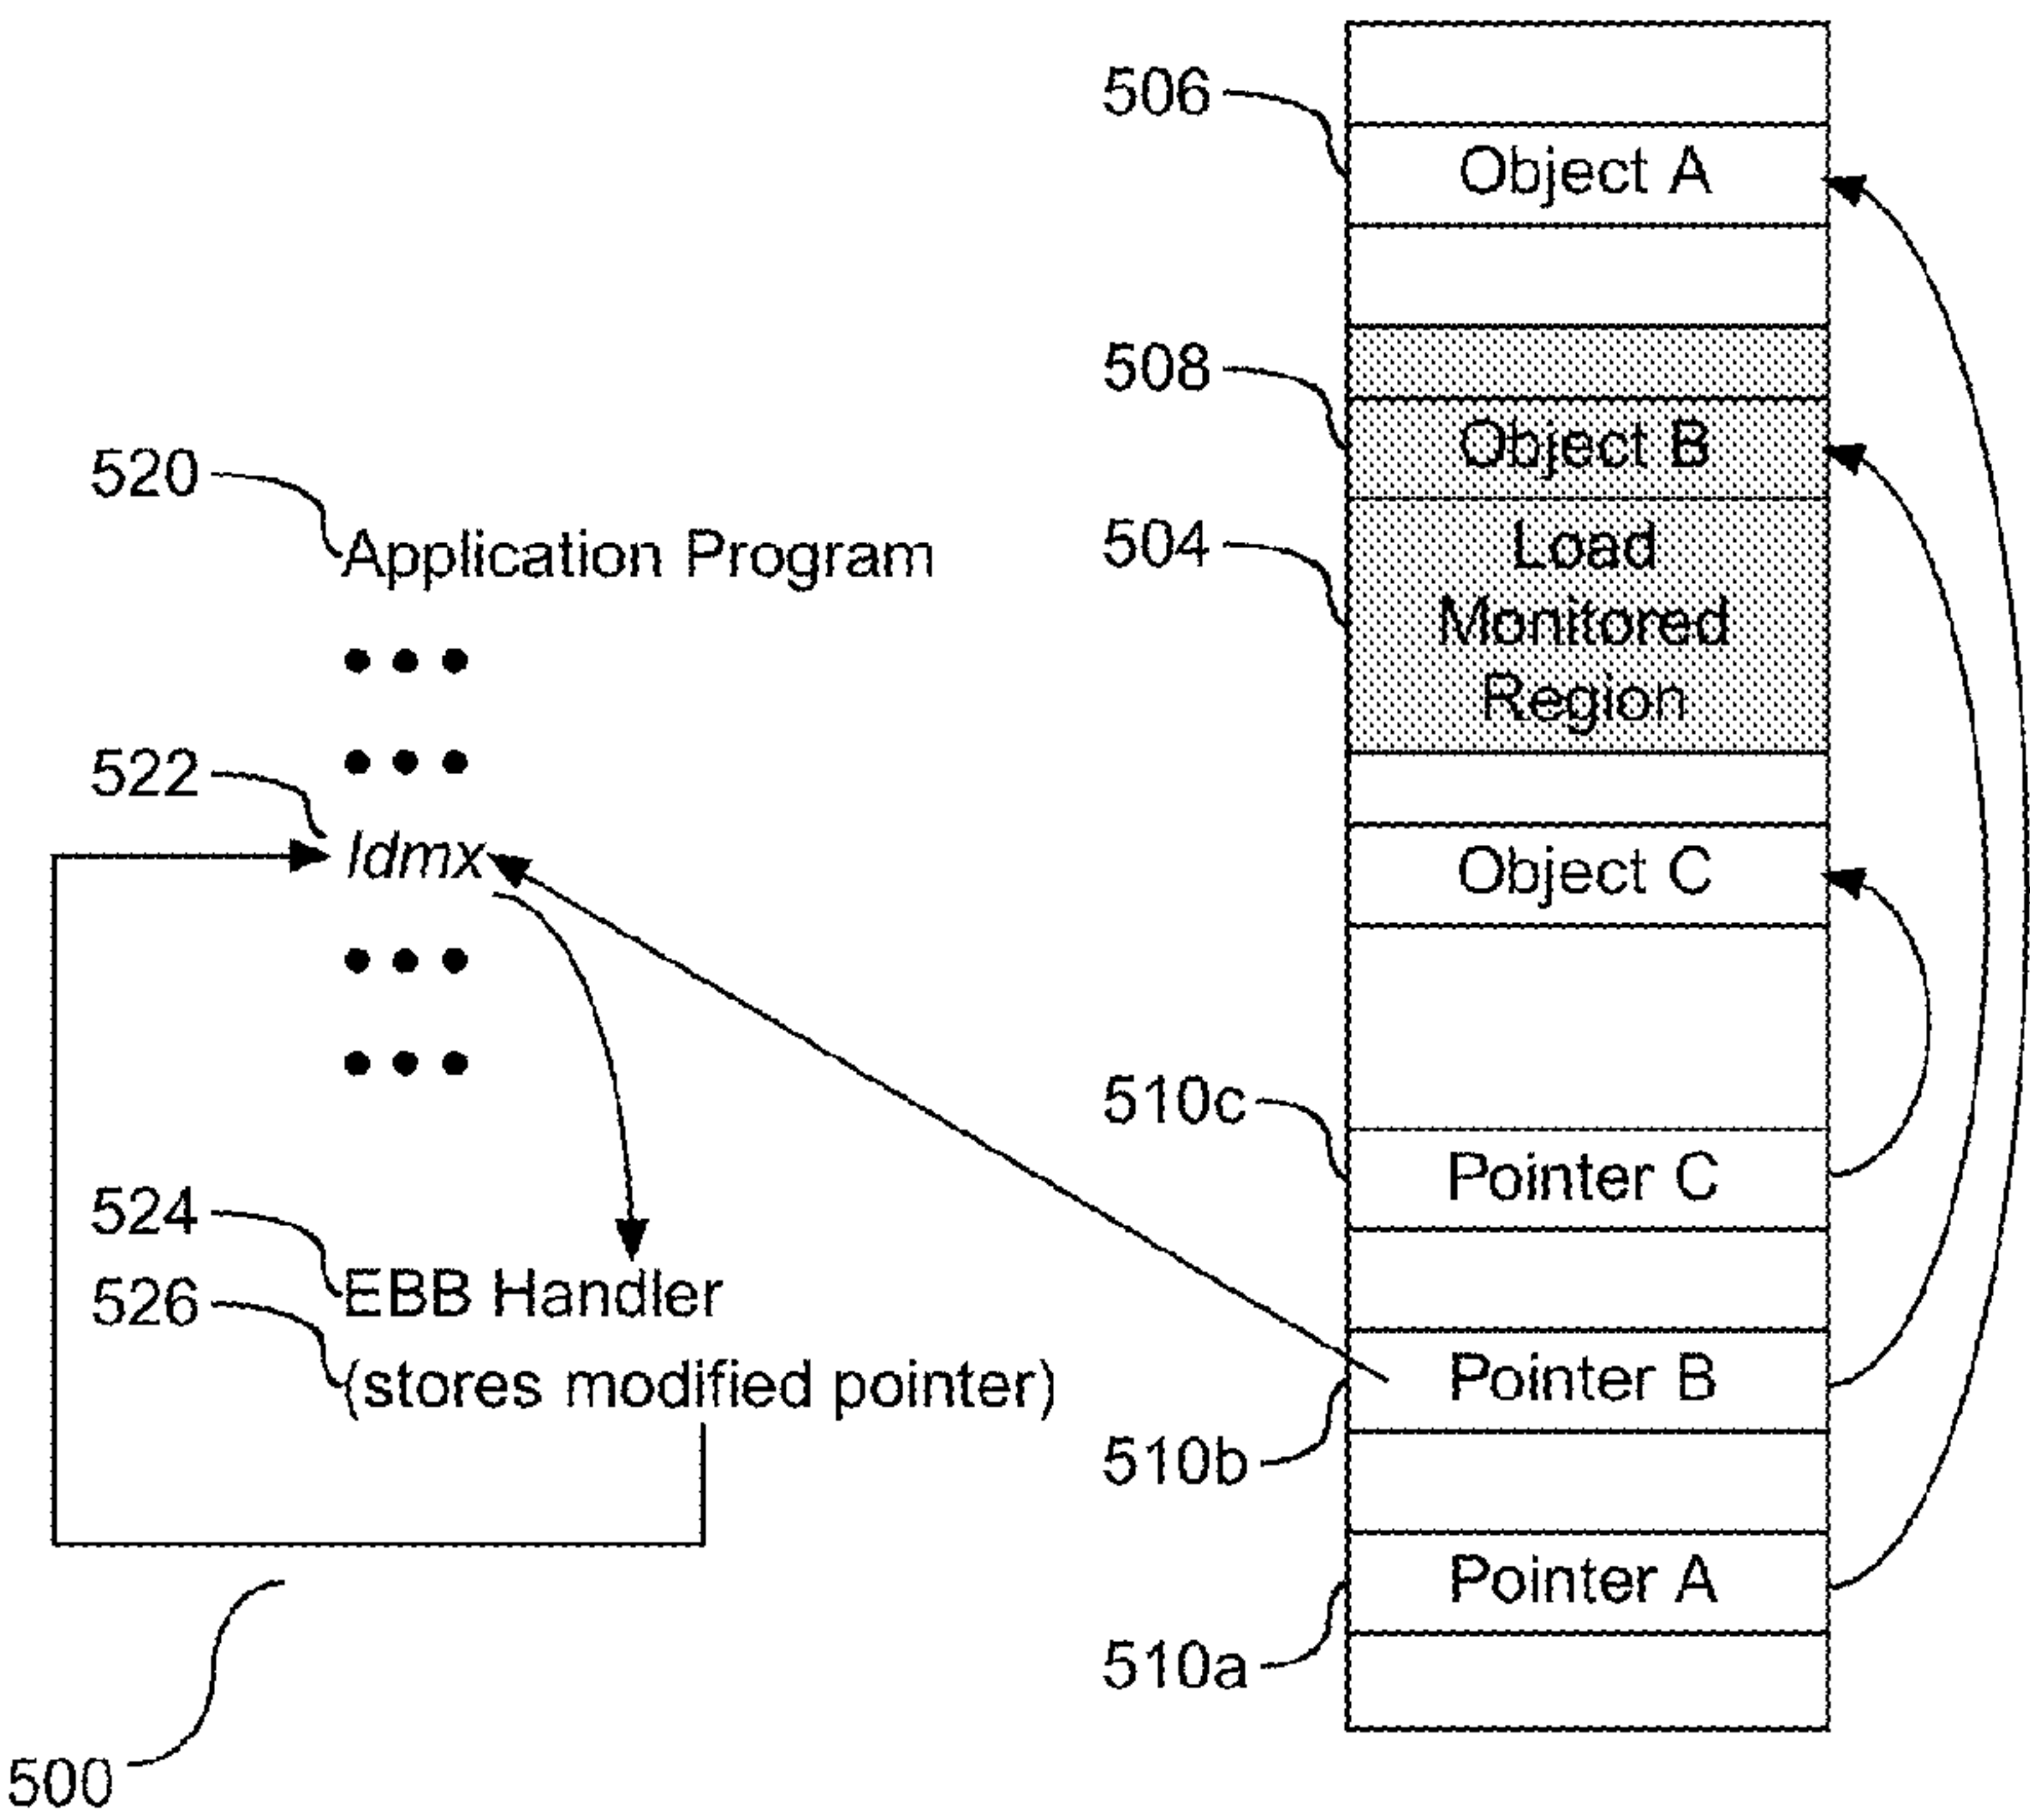 506
Object A
508
Object B
520
Application Program
504
Load
Monitored
Region
522
ldmx
Object C
510c
Pointer C
524
EBB Handler
526
(stores modified pointer)
Pointer B
510b
Pointer A
510a
500